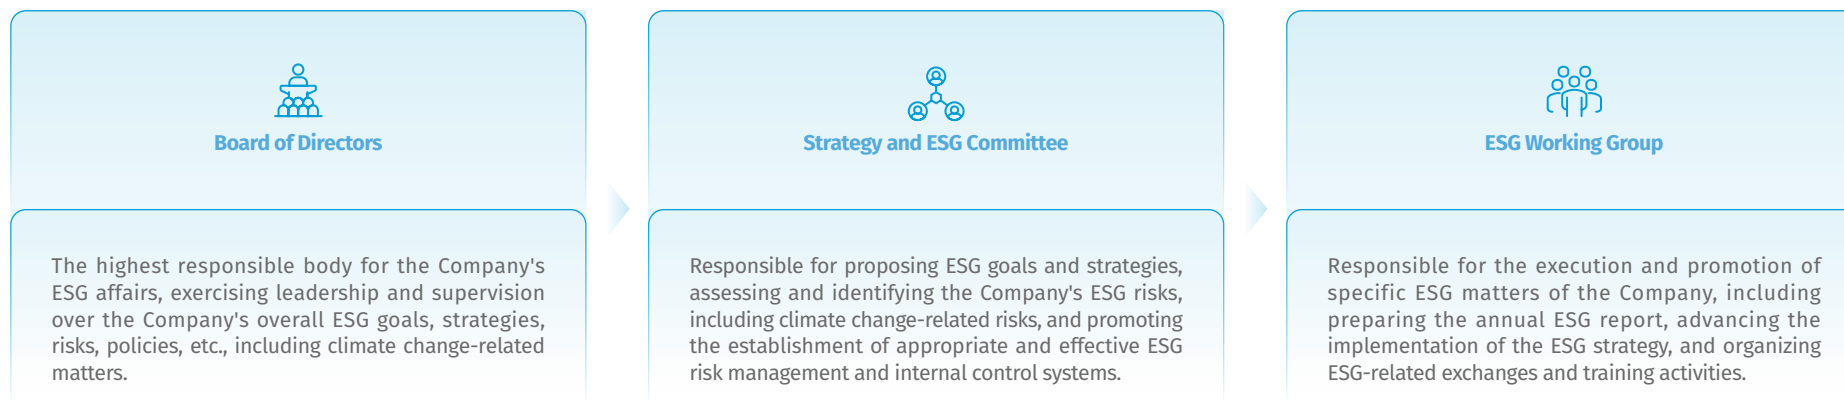 Board of Directors
The highest responsible body for the Company's
ESG affairs, exercising leadership and supervision
over the Company's overall ESG goals, strategies,
risks, policies, etc., including climate change-related
matters.
Strategy and ESG Committee
Responsible for proposing ESG goals and strategies,
assessing and identifying the Company's ESG risks,
including climate change-related risks, and promoting
the establishment of appropriate and effective ESG
risk management and internal control systems.
ESG Working Group
Responsible for the execution and promotion of
specific ESG matters of the Company, including
preparing the annual ESG report, advancing the
implementation of the ESG strategy, and organizing
ESG-related exchanges and training activities.